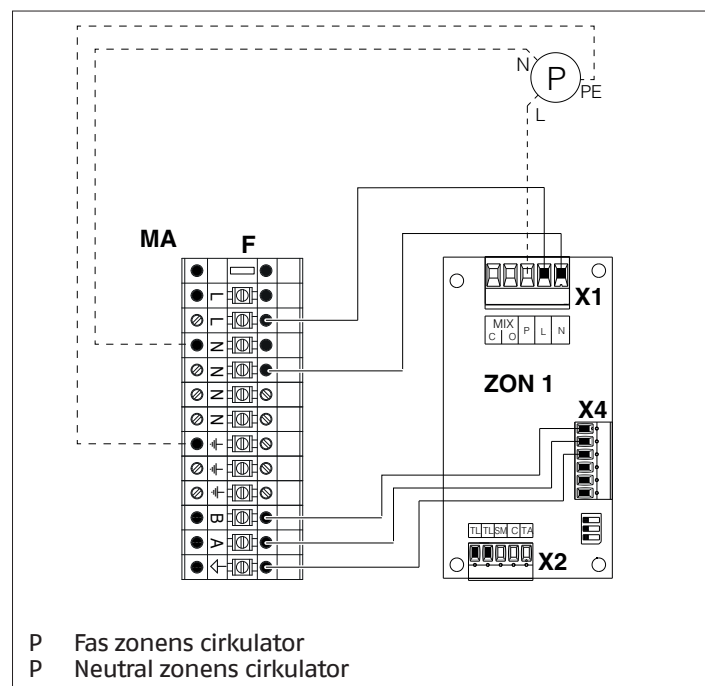 N
P
PE
L
MA
F
L
L
N
N
N
N
B
A
X1
MIX
C O P L N
ZON 1
X4
TL TL SM C TA
X2
P Fas zonens cirkulator
P Neutral zonens cirkulator